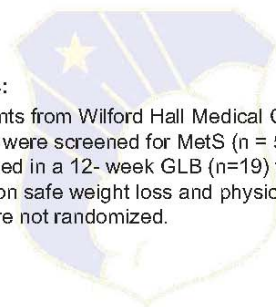 :
nts from Wilford Hall Medical C
were screened for MetS (n = 5
ed in a 12- week GLB (n=19)
on safe weight loss and physic
re not randomized.